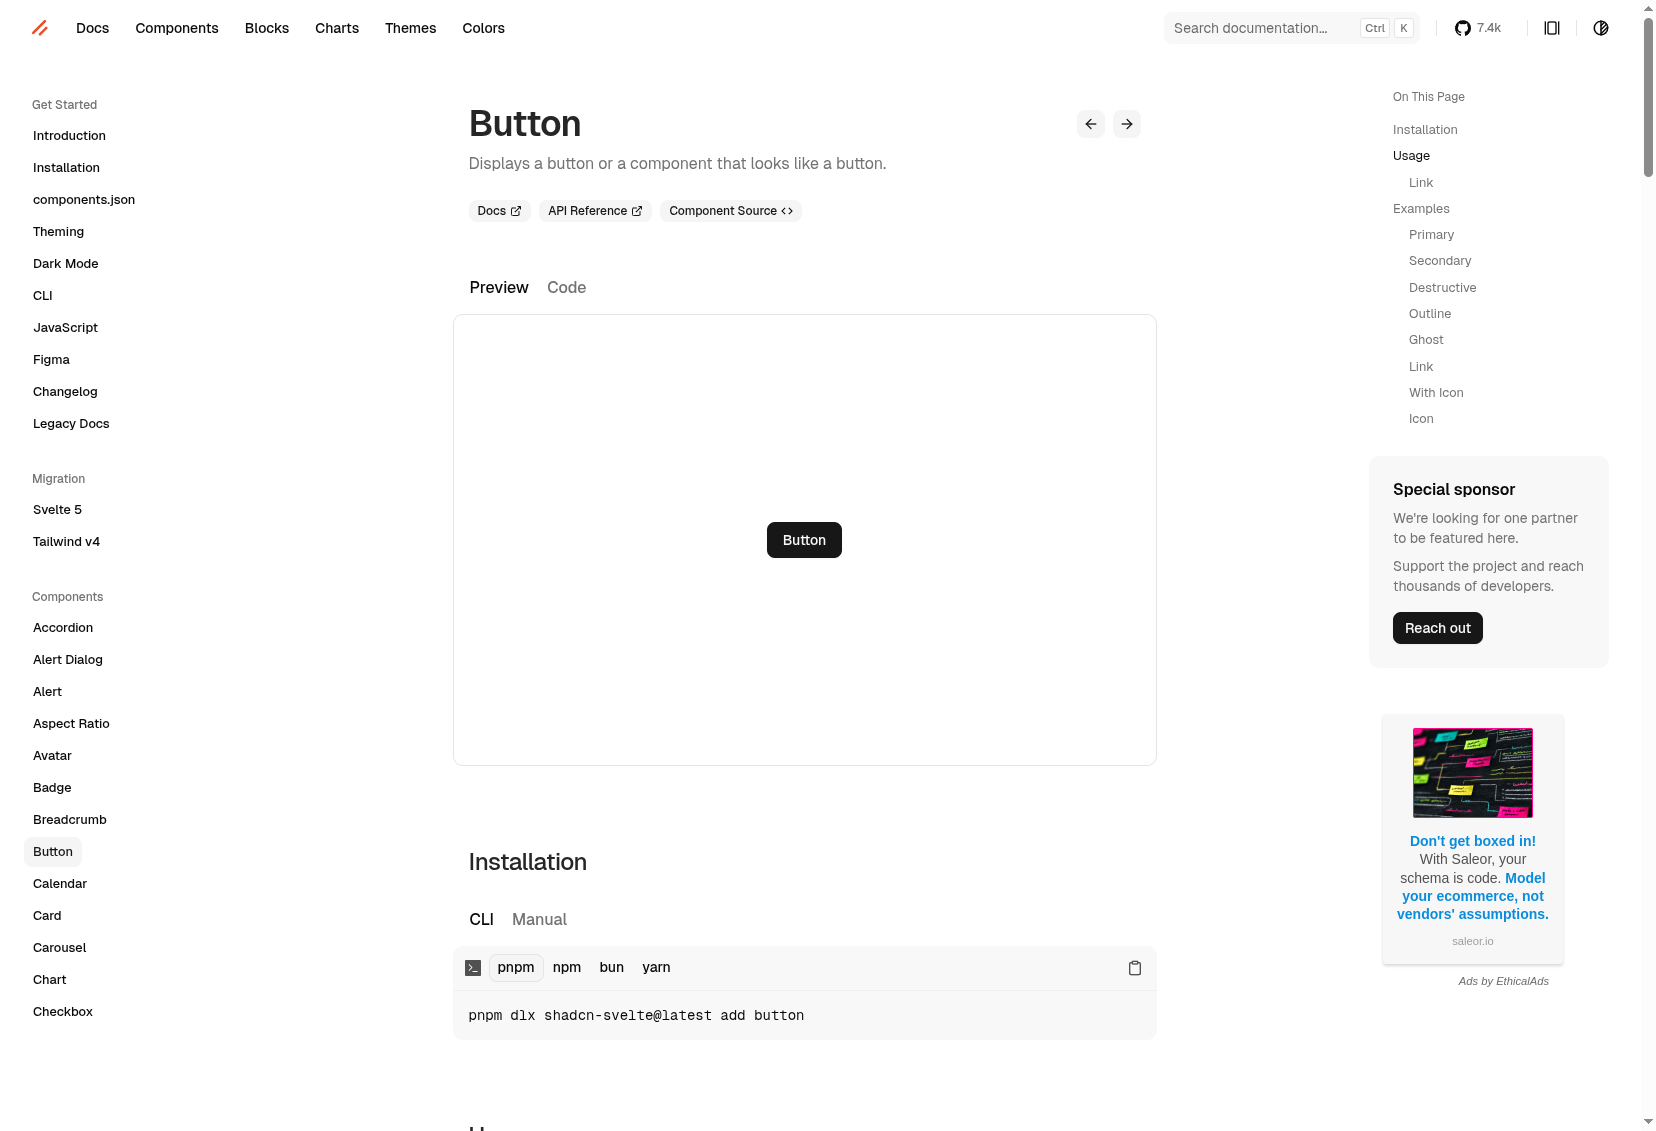 Docs Components Blocks Charts Themes Colors
Search documentation... Ctrl K
7.4k
Get Started
Introduction
Installation
components.json
Theming
Dark Mode
CLI
JavaScript
Figma
Changelog
Legacy Docs
Migration
Svelte 5
Tailwind v4
Components
Accordion
Alert Dialog
Alert
Aspect Ratio
Avatar
Badge
Breadcrumb
Button
Calendar
Card
Carousel
Chart
Checkbox
Button
Displays a button or a component that looks like a button.
Docs API Reference Component Source
Preview Code
Button
Installation
CLI Manual
pnpm npm bun yarn
pnpm dlx shadcn-svelte@latest add button
On This Page
Installation
Usage
Link
Examples
Primary
Secondary
Destructive
Outline
Ghost
Link
With Icon
Icon
Special sponsor
We're looking for one partner
to be featured here.
Support the project and reach
thousands of developers.
Reach out
Don't get boxed in!
With Saleor, your
schema is code. Model
your ecommerce, not
vendors' assumptions.
saleor.io
Ads by EthicalAds